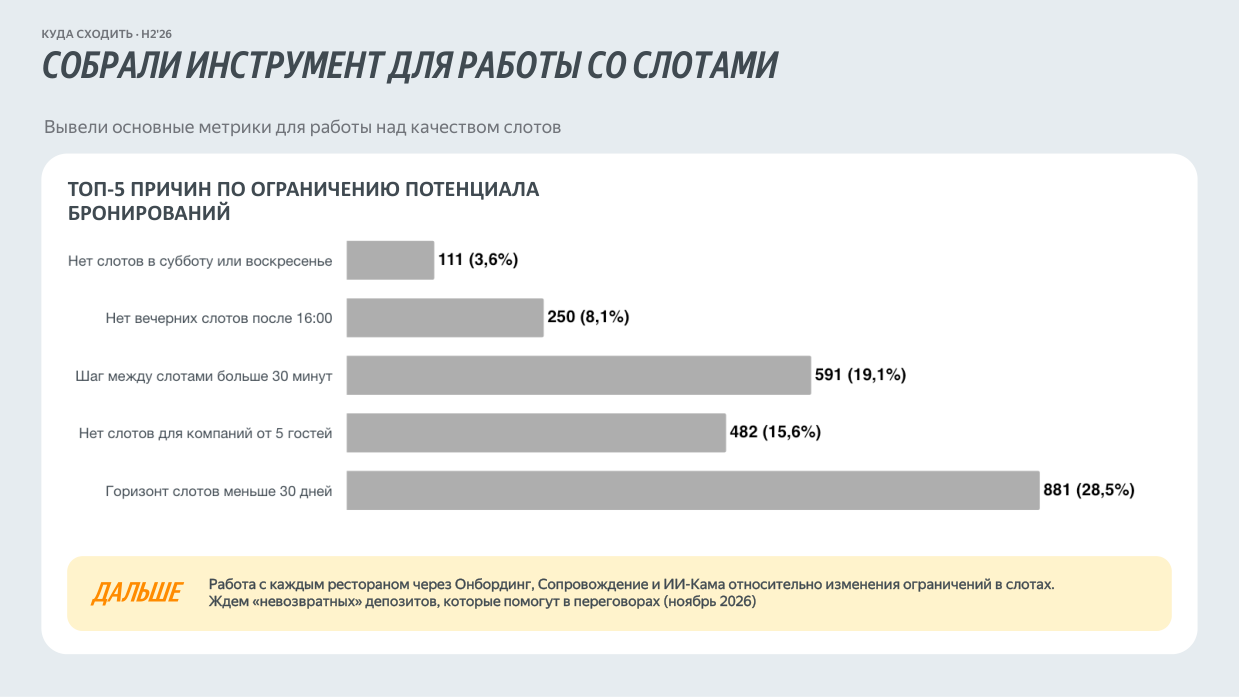 КУДА СХОДИТЬ · H2'26
СОБРАЛИ ИНСТРУМЕНТ ДЛЯ РАБОТЫ СО СЛОТАМИ
Вывели основные метрики для работы над качеством слотов
ТОП-5 ПРИЧИН ПО ОГРАНИЧЕНИЮ ПОТЕНЦИАЛА
БРОНИРОВАНИЙ
Нет слотов в субботу или воскресенье 111 (3,6%)
Нет вечерних слотов после 16:00 250 (8,1%)
Шаг между слотами больше 30 минут 591 (19,1%)
Нет слотов для компаний от 5 гостей 482 (15,6%)
Горизонт слотов меньше 30 дней 881 (28,5%)
ДАЛЬШЕ
Работа с каждым рестораном через Онбординг, Сопровождение и ИИ-Кама относительно изменения ограничений в слотах.
Ждем «невозвратных» депозитов, которые помогут в переговорах (ноябрь 2026)